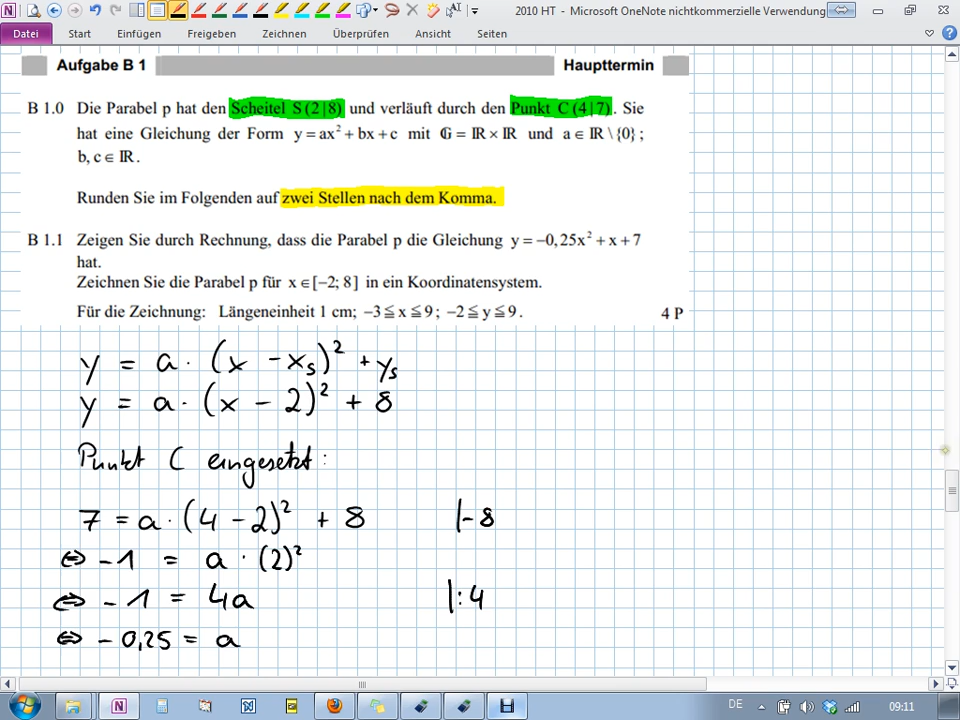 2010 HT - Microsoft OneNote nichtkommerzielle Verwendung
Datei Start Einfügen Freigeben Zeichnen Überprüfen Ansicht Seiten
Aufgabe B 1 Haupttermin
B 1.0 Die Parabel p hat den Scheitel S (2 | 8) und verläuft durch den Punkt C (4 | 7). Sie
hat eine Gleichung der Form y = ax² + bx + c mit 𝔾 = ℝ × ℝ und a ∈ ℝ \ {0};
b, c ∈ ℝ.
Runden Sie im Folgenden auf zwei Stellen nach dem Komma.
B 1.1 Zeigen Sie durch Rechnung, dass die Parabel p die Gleichung y = −0,25x² + x + 7
hat.
Zeichnen Sie die Parabel p für x ∈ [−2; 8] in ein Koordinatensystem.
Für die Zeichnung: Längeneinheit 1 cm; −3 ≦ x ≦ 9; −2 ≦ y ≦ 9. 4 P
y = a · (x − xₛ)² + yₛ
y = a · (x − 2)² + 8
Punkt C eingesetzt:
7 = a · (4 − 2)² + 8 |− 8
⇔ − 1 = a · (2)²
⇔ − 1 = 4a |: 4
⇔ − 0,25 = a
DE 09:11